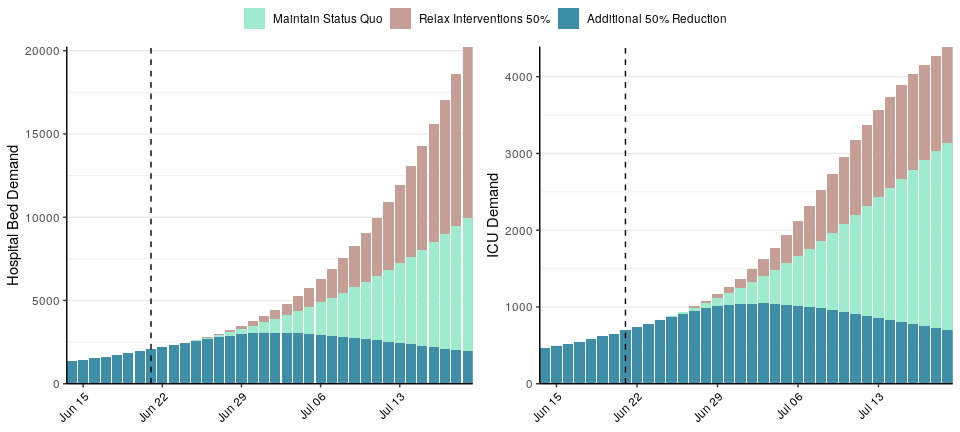 Maintain Status Quo Relax Interventions 50% Additional 50% Reduction
Hospital Bed Demand
20000
15000
10000
5000
0
Jun 15 Jun 22 Jun 29 Jul 06 Jul 13
ICU Demand
4000
3000
2000
1000
0
Jun 15 Jun 22 Jun 29 Jul 06 Jul 13